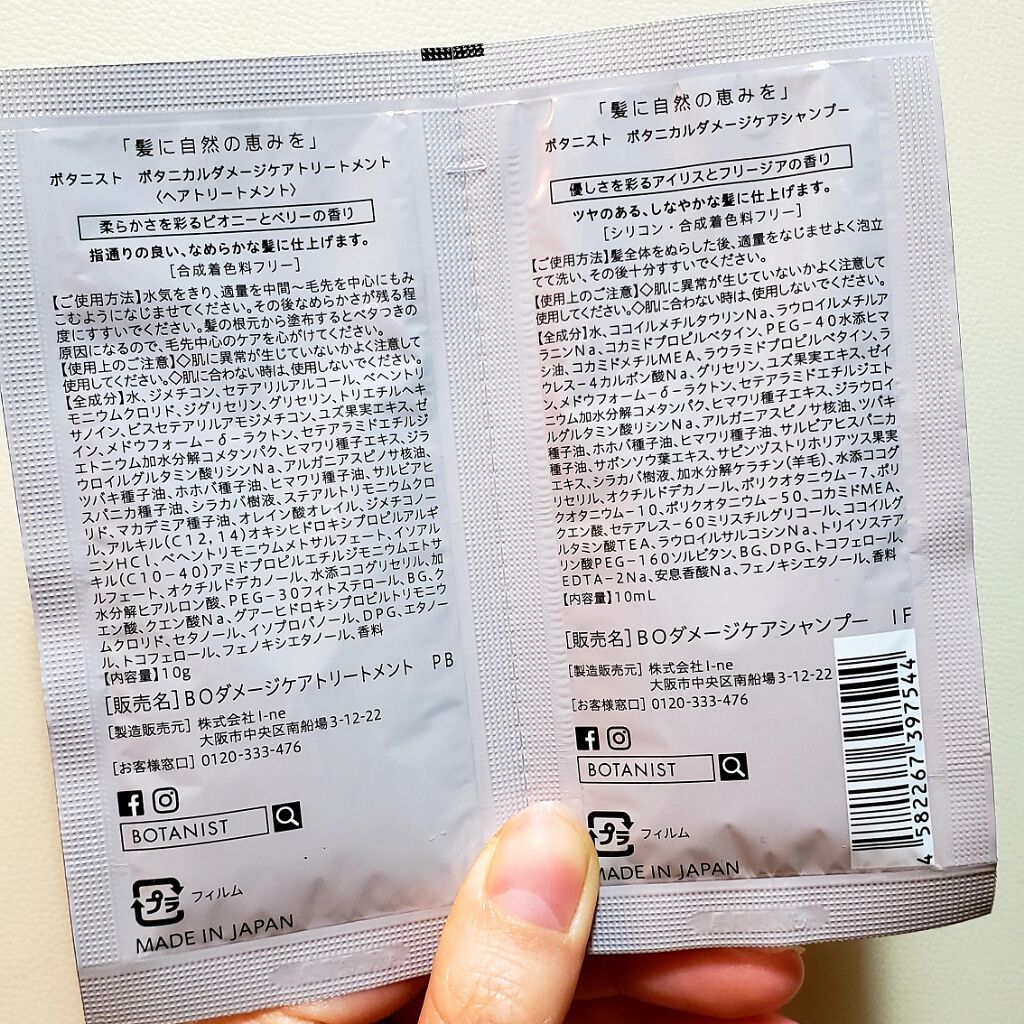 「髪に自然の恵みを」
ボタニスト ボタニカルダメージケアトリートメント
〈ヘアトリートメント〉
柔らかさを彩るピオニーとベリーの香り
指通りの良い、なめらかな髪に仕上げます。
[合成着色料フリー]
【ご使用方法】水気をきり、適量を中間〜毛先を中心にもみ
こむようになじませてください。その後なめらかさが残る程
度にすすいでください。髪の根元から塗布するとベタつきの
原因になるので、毛先中心のケアを心がけてください。
【使用上のご注意】◇肌に異常が生じていないかよく注意して
使用してください。◇肌に合わない時は、使用しないでください。
【全成分】水、ジメチコン、セテアリルアルコール、ベヘントリ
モニウムクロリド、ジグリセリン、グリセリン、トリエチルヘキ
サノイン、ビスセテアリルアモジメチコン、ユズ果実エキス、ゼ
イン、メドウフォーム-δ-ラクトン、セテアラミドエチルジ
エトニウム加水分解コメタンパク、ヒマワリ種子エキス、ジラ
ウロイルグルタミン酸リシンNa、アルガニアスピノサ核油、
ツバキ種子油、ホホバ種子油、ヒマワリ種子油、サルビアヒ
スパニカ種子油、シラカバ樹液、ステアルトリモニウムクロ
リド、マカデミア種子油、オレイン酸オレイル、ジメチコノー
ル、アルキル(C12,14)オキシヒドロキシプロピルアルギ
ニンHCl、ベヘントリモニウムメトサルフェート、イソアル
キル(C10-40)アミドプロピルエチルジモニウムエトサ
ルフェート、オクチルドデカノール、水添ココグリセリル、加
水分解ヒアルロン酸、PEG-30フィトステロール、BG、ク
エン酸、クエン酸Na、グアーヒドロキシプロピルトリモニウ
ムクロリド、セタノール、イソプロパノール、DPG、エタノー
ル、トコフェロール、フェノキシエタノール、香料
【内容量】10g
[販売名]BOダメージケアトリートメント PB
[製造販売元] 株式会社I-ne
大阪市中央区南船場3-12-22
[お客様窓口] 0120-333-476
BOTANIST
プラ フィルム
MADE IN JAPAN
「髪に自然の恵みを」
ボタニスト ボタニカルダメージケアシャンプー
優しさを彩るアイリスとフリージアの香り
ツヤのある、しなやかな髪に仕上げます。
[シリコン・合成着色料フリー]
【ご使用方法】髪全体をぬらした後、適量をなじませよく泡立
てて洗い、その後十分すすいでください。
【使用上のご注意】◇肌に異常が生じていないかよく注意して
使用してください。◇肌に合わない時は、使用しないでください。
【全成分】水、ココイルメチルタウリンNa、ラウロイルメチルア
ラニンNa、コカミドプロピルベタイン、PEG-40水添ヒマ
シ油、コカミドメチルMEA、ラウラミドプロピルベタイン、ラ
ウレス-4カルボン酸Na、グリセリン、ユズ果実エキス、ゼイ
ン、メドウフォーム-δ-ラクトン、セテアラミドエチルジエト
ニウム加水分解コメタンパク、ヒマワリ種子エキス、ジラウロイ
ルグルタミン酸リシンNa、アルガニアスピノサ核油、ツバキ
種子油、ホホバ種子油、ヒマワリ種子油、サルビアヒスパニカ
種子油、サボンソウ葉エキス、サピンヅストリホリアツス果実
エキス、シラカバ樹液、加水分解ケラチン(羊毛)、水添ココグ
リセリル、オクチルドデカノール、ポリクオタニウム-7、ポリ
クオタニウム-10、ポリクオタニウム-50、コカミドMEA、
クエン酸、セテアレス-60ミリスチルグリコール、ココイルグ
ルタミン酸TEA、ラウロイルサルコシンNa、トリイソステア
リン酸PEG-160ソルビタン、BG、DPG、トコフェロール、
EDTA-2Na、安息香酸Na、フェノキシエタノール、香料
【内容量】10mL
[販売名]BOダメージケアシャンプー IF
[製造販売元] 株式会社I-ne
大阪市中央区南船場3-12-22
[お客様窓口] 0120-333-476
BOTANIST
プラ フィルム
MADE IN JAPAN
4 582267 397544